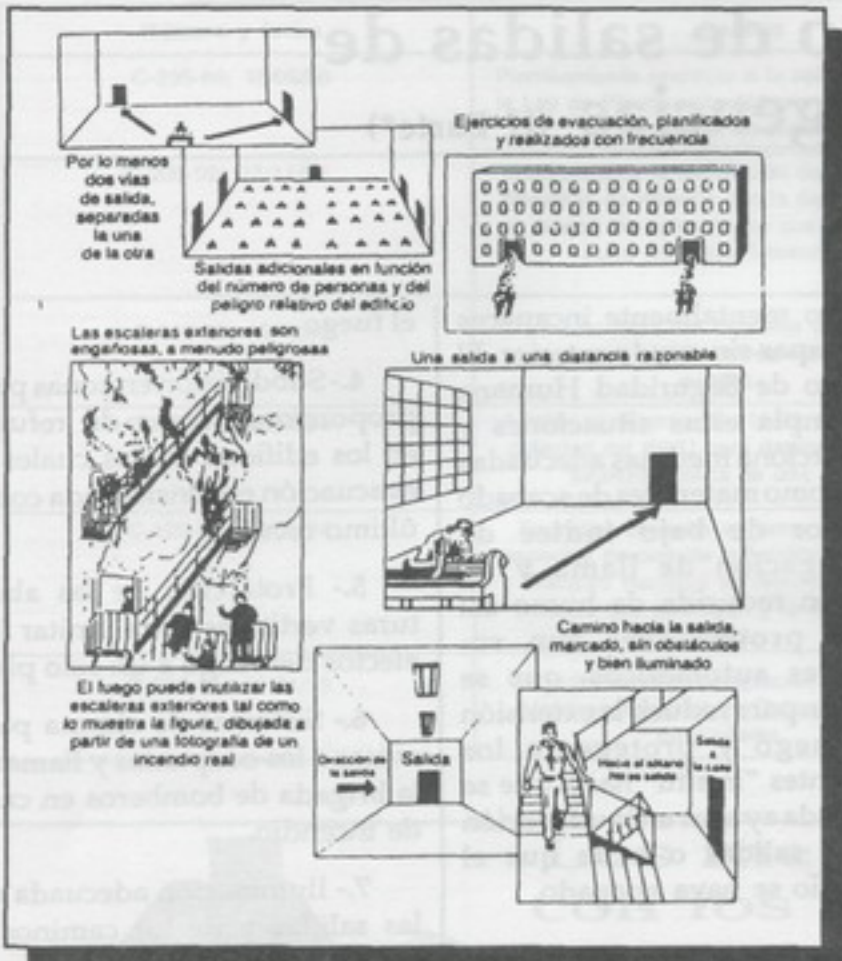 Por lo menos
dos vías
de salida,
separadas
la una
de la otra
Salidas adicionales en función
del número de personas y del
peligro relativo del edificio
Ejercicios de evacuación, planificados
y realizados con frecuencia
Las escaleras exteriores son
engañosas, a menudo peligrosas
El fuego puede inutilizar las
escaleras exteriores tal como
lo muestra la figura, dibujada a
partir de una fotografía de un
incendio real
Una salida a una distancia razonable
Dirección de
la salida
Salida
Camino hacia la salida,
marcado, sin obstáculos
y bien iluminado
Hacia el sótano
No es salida
Salida
a
la calle